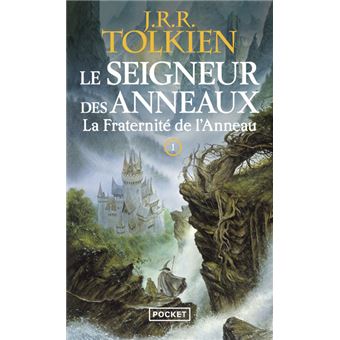 J.R.R.
TOLKIEN
LE SEIGNEUR
DES ANNEAUX
La Fraternité de l'Anneau
1
POCKET